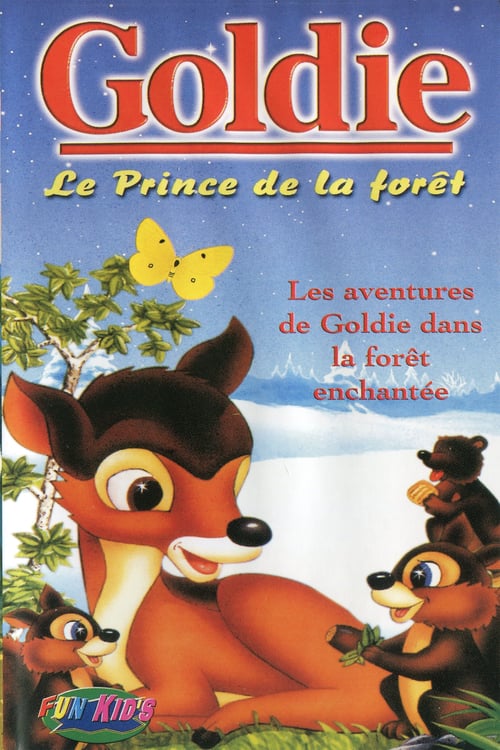 Goldie
Le Prince de la forêt
Les aventures
de Goldie dans
la forêt
enchantée
FUN KID'S